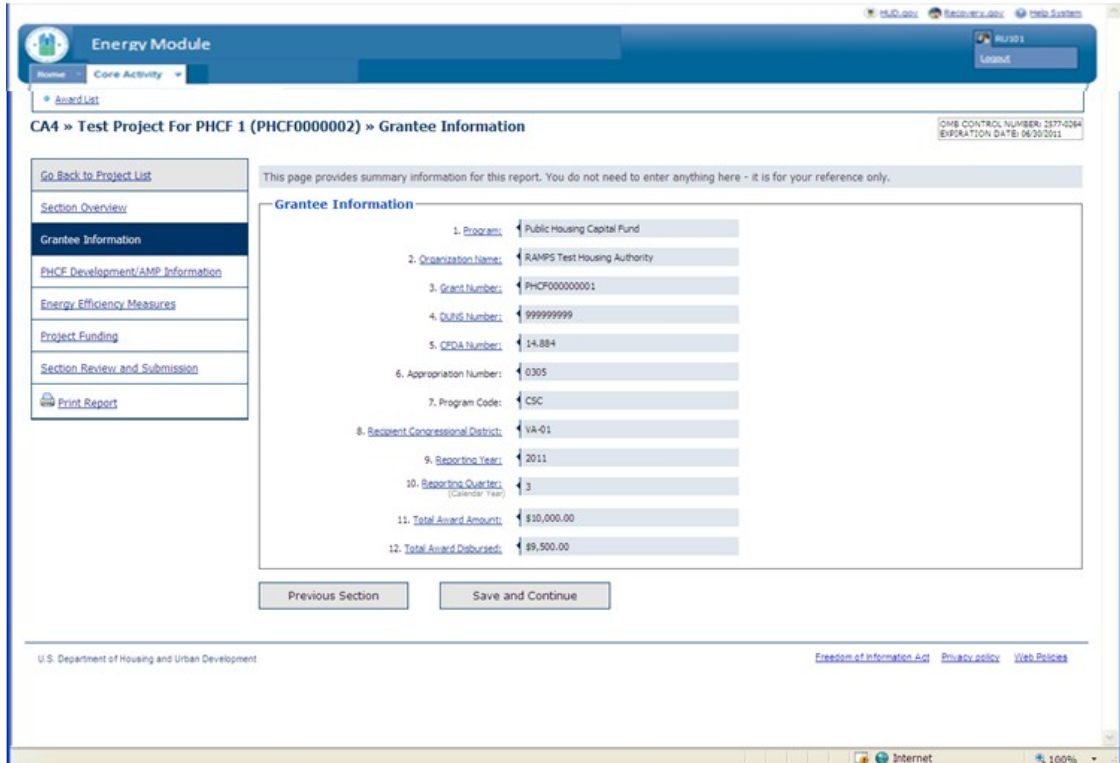 HUD.gov Recovery.gov Help System
Energy Module
RU101
Logout
Home Core Activity
Award List
CA4 » Test Project For PHCF 1 (PHCF0000002) » Grantee Information
OMB CONTROL NUMBER: 2577-0264
EXPIRATION DATE: 06/30/2011
Go Back to Project List
Section Overview
Grantee Information
PHCF Development/AMP Information
Energy Efficiency Measures
Project Funding
Section Review and Submission
Print Report
This page provides summary information for this report. You do not need to enter anything here - it is for your reference only.
Grantee Information
1. Program: Public Housing Capital Fund
2. Organization Name: RAMPS Test Housing Authority
3. Grant Number: PHCF000000001
4. DUNS Number: 999999999
5. CFDA Number: 14.884
6. Appropriation Number: 0305
7. Program Code: CSC
8. Recipient Congressional District: VA-01
9. Reporting Year: 2011
10. Reporting Quarter: 3
(Calendar Year)
11. Total Award Amount: $10,000.00
12. Total Award Disbursed: $9,500.00
Previous Section Save and Continue
U.S. Department of Housing and Urban Development Freedom of Information Act Privacy policy Web Policies
Internet 100%